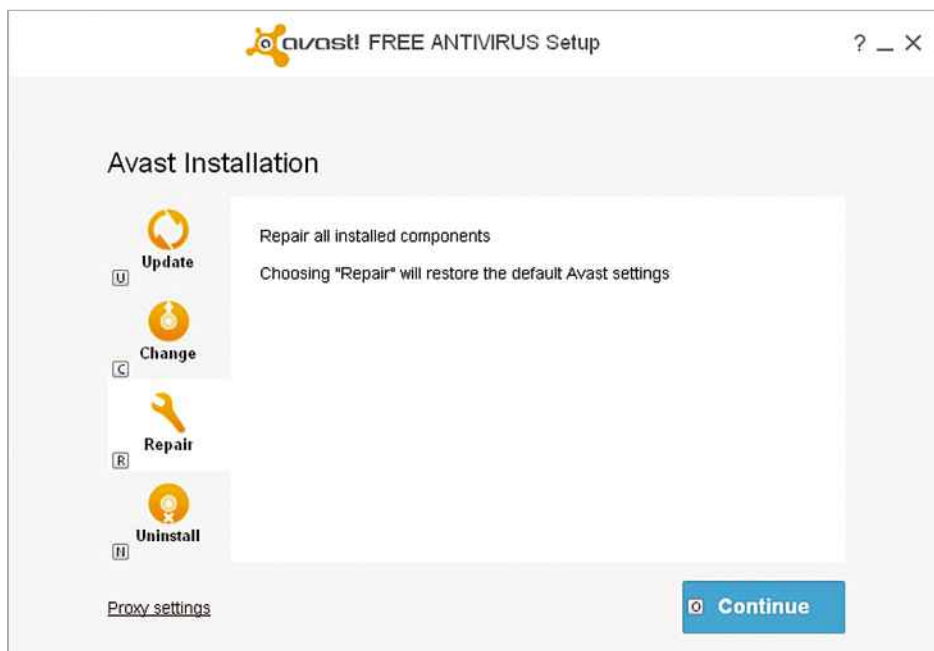 avast! FREE ANTIVIRUS Setup ? _ X
Avast Installation
Update
U
Change
C
Repair
R
Uninstall
N
Repair all installed components
Choosing "Repair" will restore the default Avast settings
Proxy settings
O Continue